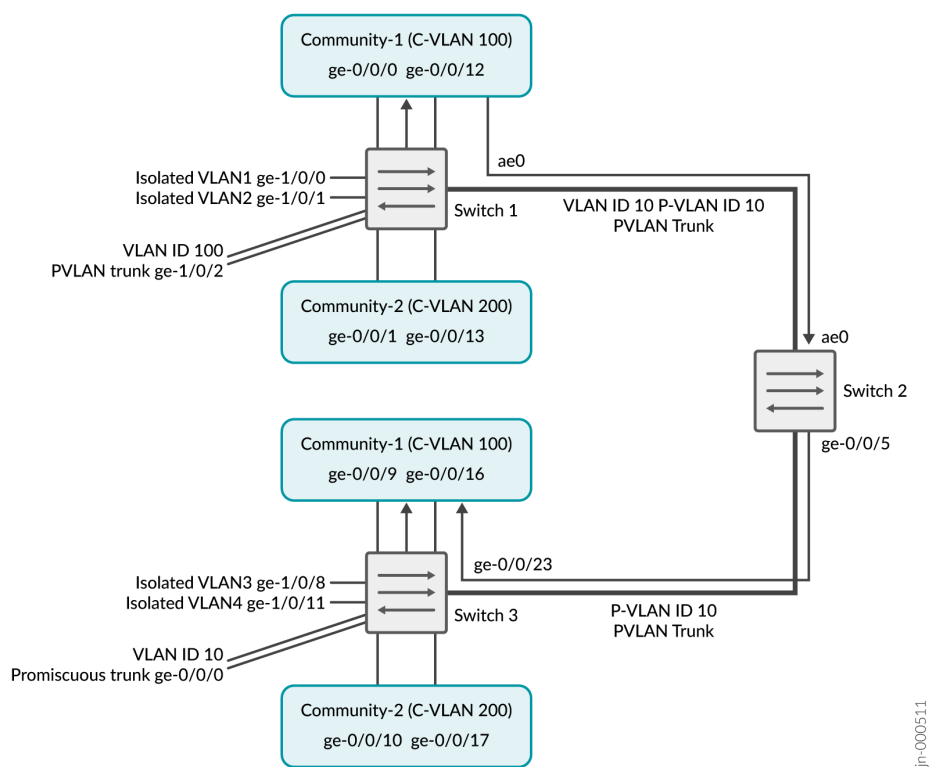 Community-1 (C-VLAN 100)
ge-0/0/0 ge-0/0/12
ae0
Isolated VLAN1 ge-1/0/0
Isolated VLAN2 ge-1/0/1
Switch 1
VLAN ID 10 P-VLAN ID 10
PVLAN Trunk
VLAN ID 100
PVLAN trunk ge-1/0/2
Community-2 (C-VLAN 200)
ge-0/0/1 ge-0/0/13
ae0
Switch 2
ge-0/0/5
Community-1 (C-VLAN 100)
ge-0/0/9 ge-0/0/16
ge-0/0/23
Isolated VLAN3 ge-1/0/8
Isolated VLAN4 ge-1/0/11
Switch 3
P-VLAN ID 10
PVLAN Trunk
VLAN ID 10
Promiscuous trunk ge-0/0/0
Community-2 (C-VLAN 200)
ge-0/0/10 ge-0/0/17
jn-000511